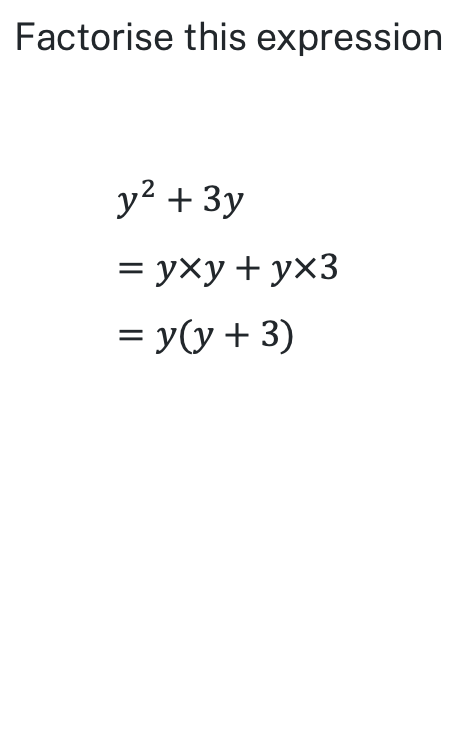 Factorise this expression
y² + 3y
= y×y + y×3
= y(y + 3)